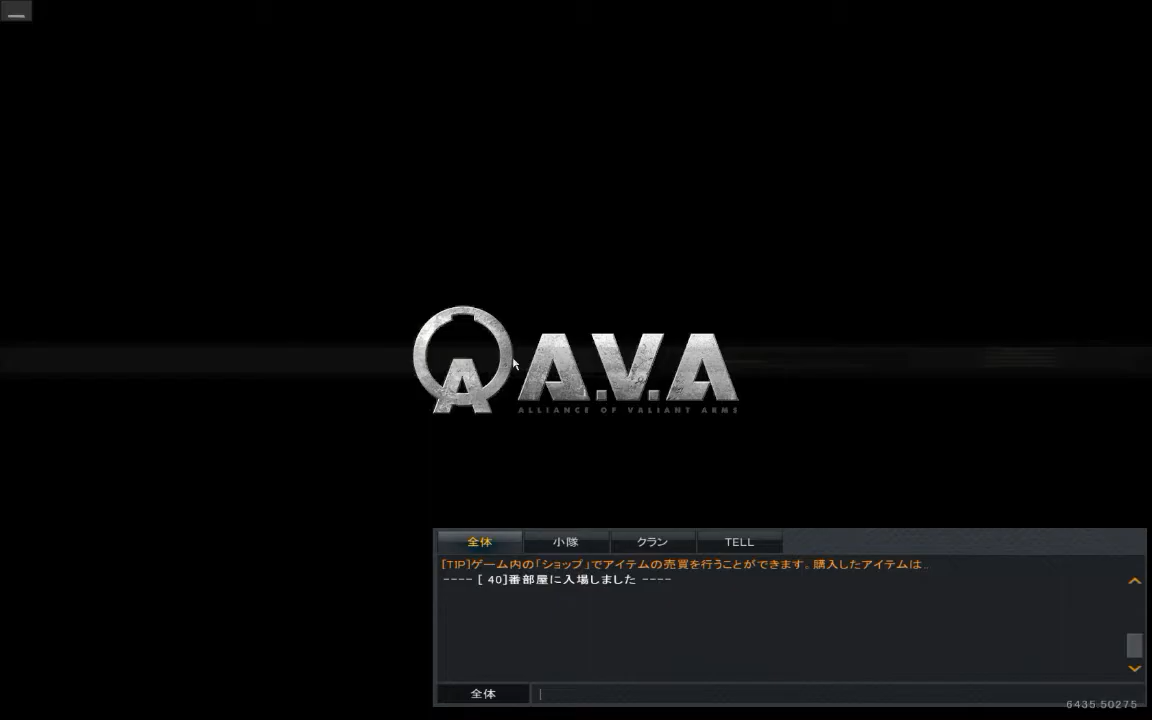 A.V.A
ALLIANCE OF VALIANT ARMS
全体 小隊 クラン TELL
[TIP]ゲーム内の「ショップ」でアイテムの売買を行うことができます。購入したアイテムは..
---- [ 40]番部屋に入場しました ----
全体
6435.50275